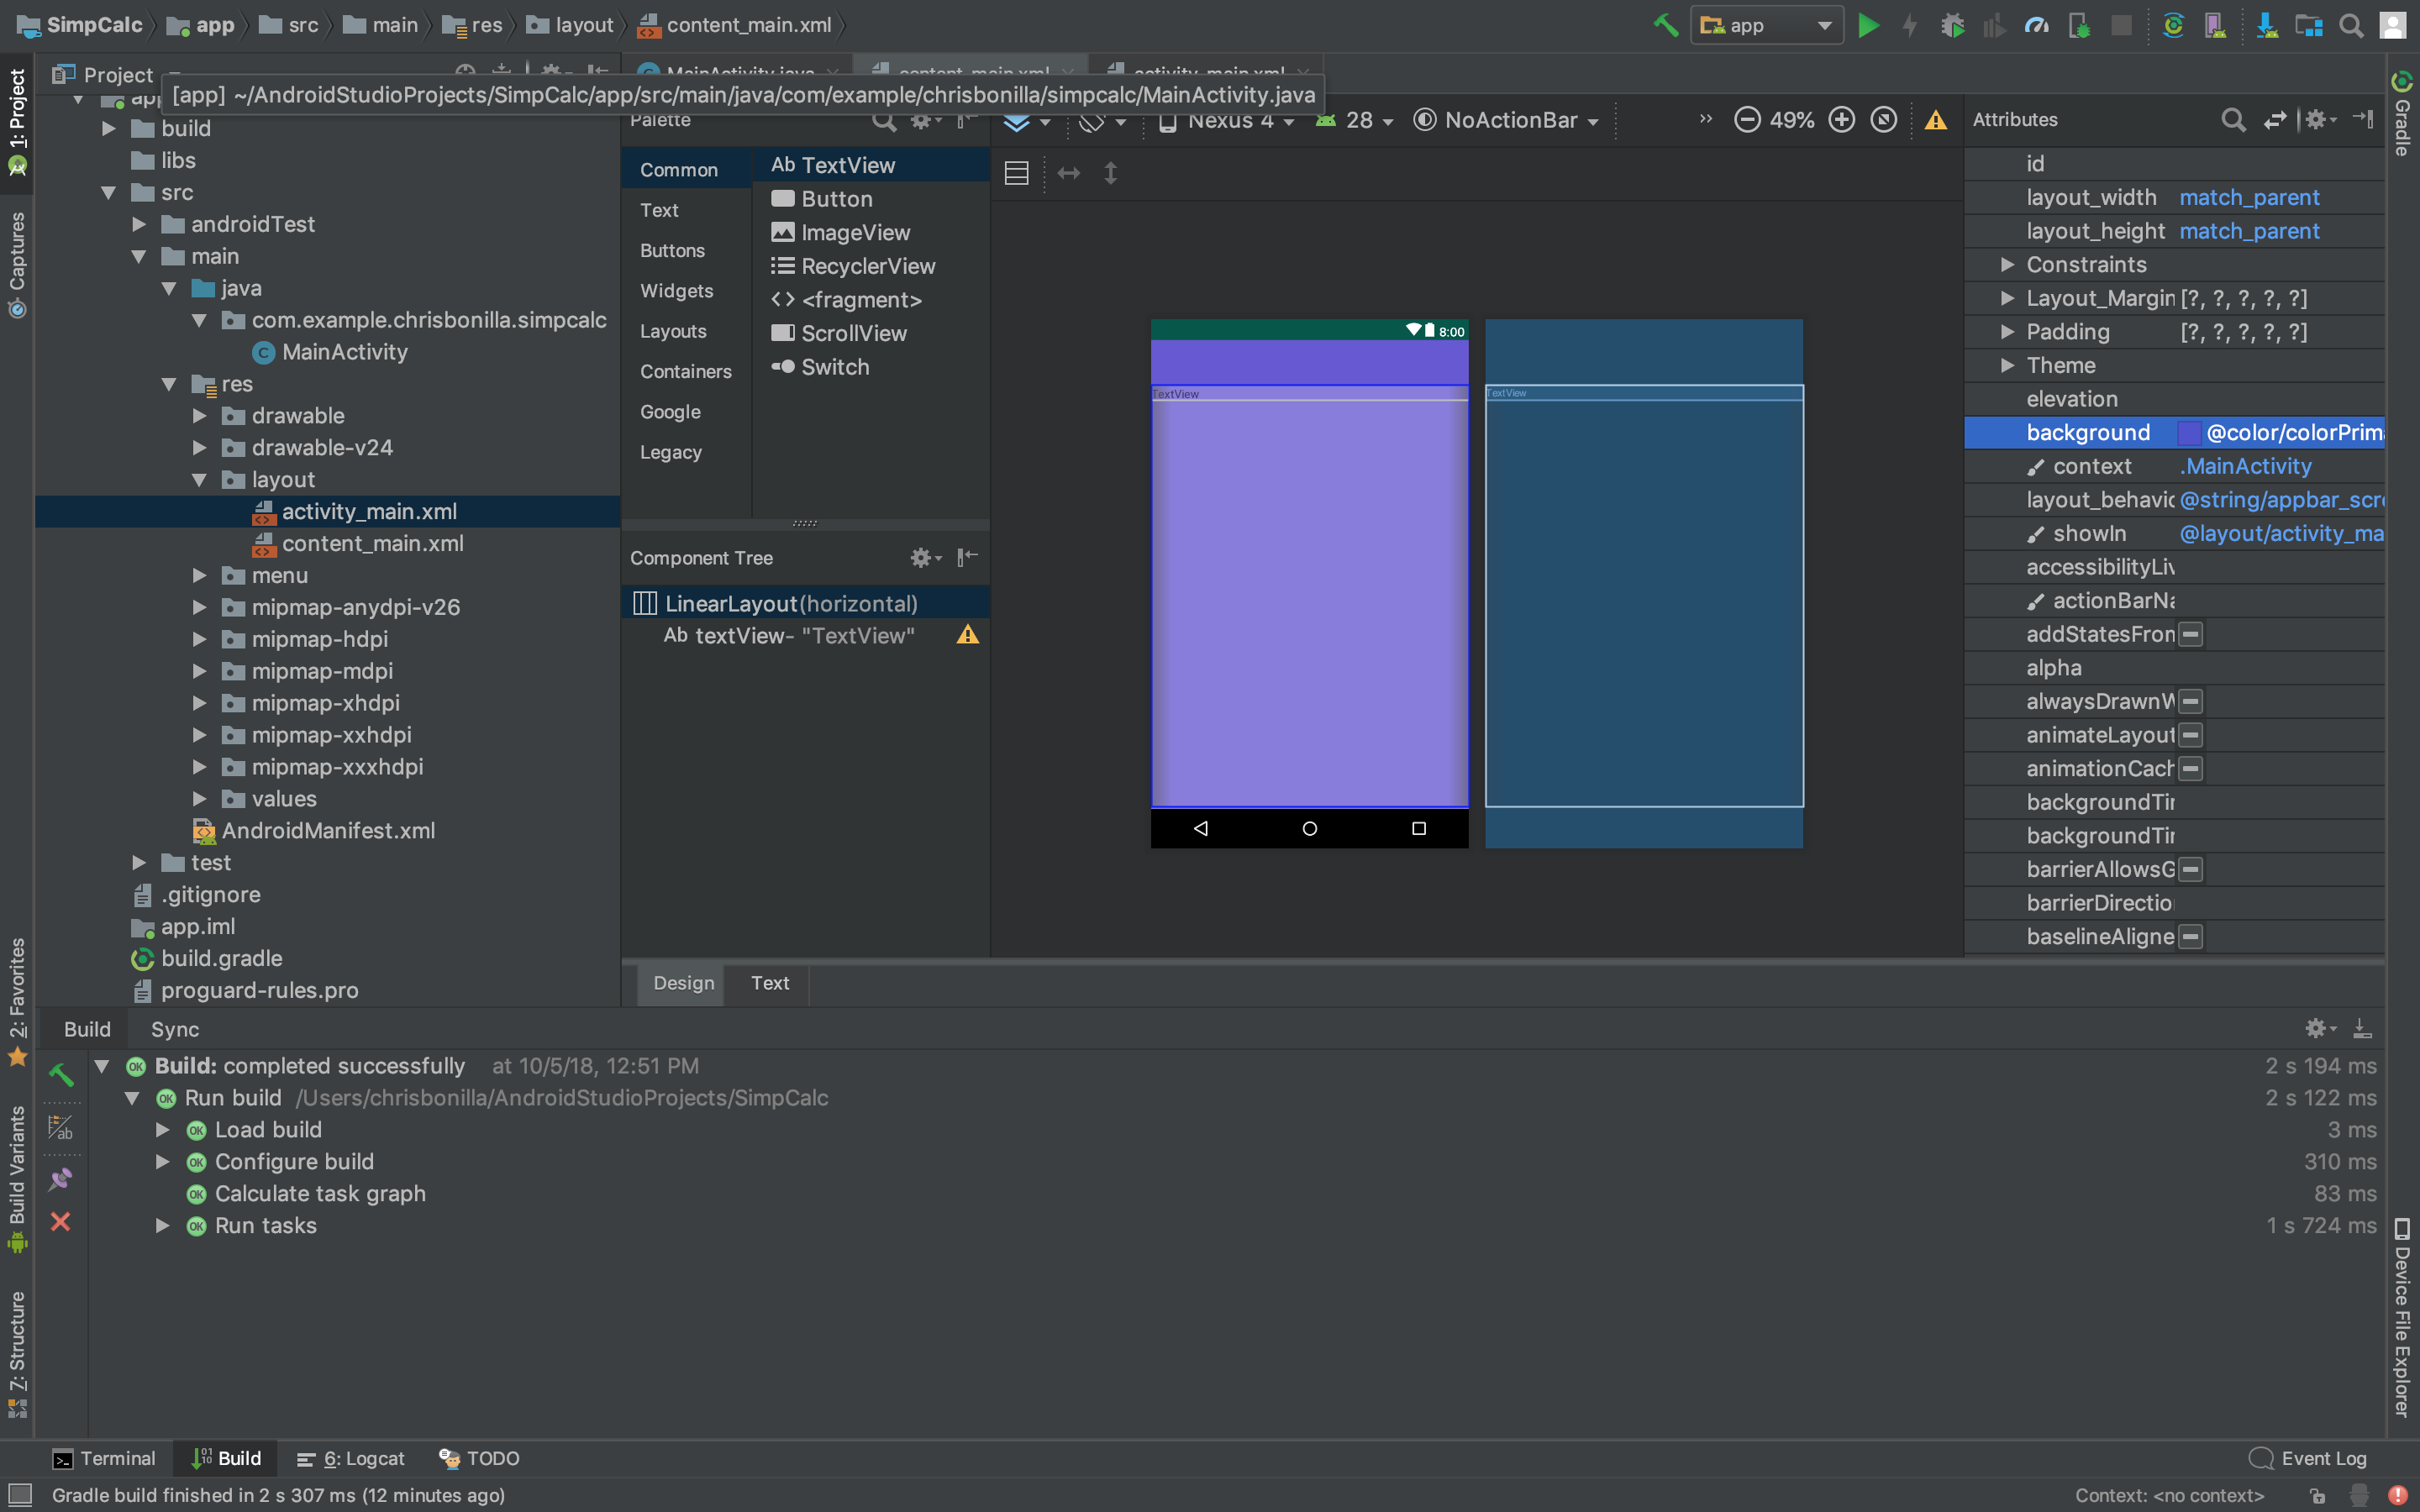 SimpCalc app src main res layout content_main.xml
app
1: Project
Captures
2: Favorites
Build Variants
Z: Structure
Project
MainActivity.java content_main.xml activity_main.xml
[app] ~/AndroidStudioProjects/SimpCalc/app/src/main/java/com/example/chrisbonilla/simpcalc/MainActivity.java
app
build
libs
src
androidTest
main
java
com.example.chrisbonilla.simpcalc
C MainActivity
res
drawable
drawable-v24
layout
activity_main.xml
content_main.xml
menu
mipmap-anydpi-v26
mipmap-hdpi
mipmap-mdpi
mipmap-xhdpi
mipmap-xxhdpi
mipmap-xxxhdpi
values
AndroidManifest.xml
test
.gitignore
app.iml
build.gradle
proguard-rules.pro
Palette
Common
Text
Buttons
Widgets
Layouts
Containers
Google
Legacy
Ab TextView
Button
ImageView
RecyclerView
<> <fragment>
ScrollView
Switch
Component Tree
LinearLayout(horizontal)
Ab textView- "TextView"
Nexus 4 28 NoActionBar » 49%
8:00
TextView
TextView
Design Text
Attributes
id
layout_width match_parent
layout_height match_parent
Constraints
Layout_Margin [?, ?, ?, ?, ?]
Padding [?, ?, ?, ?, ?]
Theme
elevation
background @color/colorPrim
context .MainActivity
layout_behavio @string/appbar_scr
showIn @layout/activity_ma
accessibilityLiv
actionBarNa
addStatesFron
alpha
alwaysDrawnW
animateLayout
animationCach
backgroundTin
backgroundTin
barrierAllowsG
barrierDirectio
baselineAligne
Gradle
Device File Explorer
Build Sync
Build: completed successfully at 10/5/18, 12:51 PM 2 s 194 ms
Run build /Users/chrisbonilla/AndroidStudioProjects/SimpCalc 2 s 122 ms
OK Load build 3 ms
OK Configure build 310 ms
OK Calculate task graph 83 ms
OK Run tasks 1 s 724 ms
Terminal Build 6: Logcat TODO Event Log
Gradle build finished in 2 s 307 ms (12 minutes ago) Context: <no context>